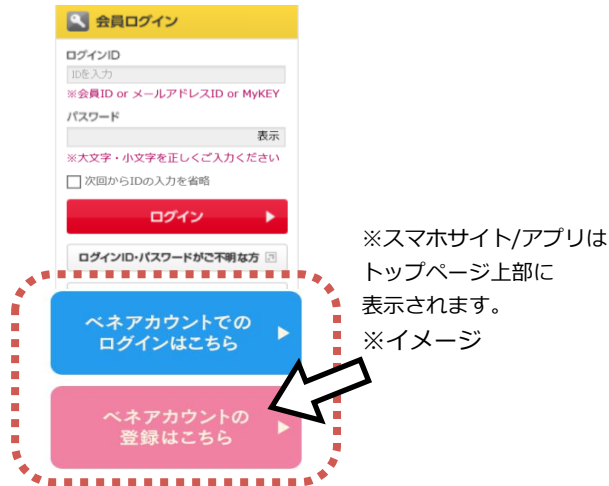 会員ログイン
ログインID
IDを入力
※会員ID or メールアドレスID or MyKEY
パスワード
表示
※大文字・小文字を正しくご入力ください
次回からIDの入力を省略
ログイン
ログインID・パスワードがご不明な方
ベネアカウントでの
ログインはこちら
ベネアカウントの
登録はこちら
※スマホサイト/アプリは
トップページ上部に
表示されます。
※イメージ